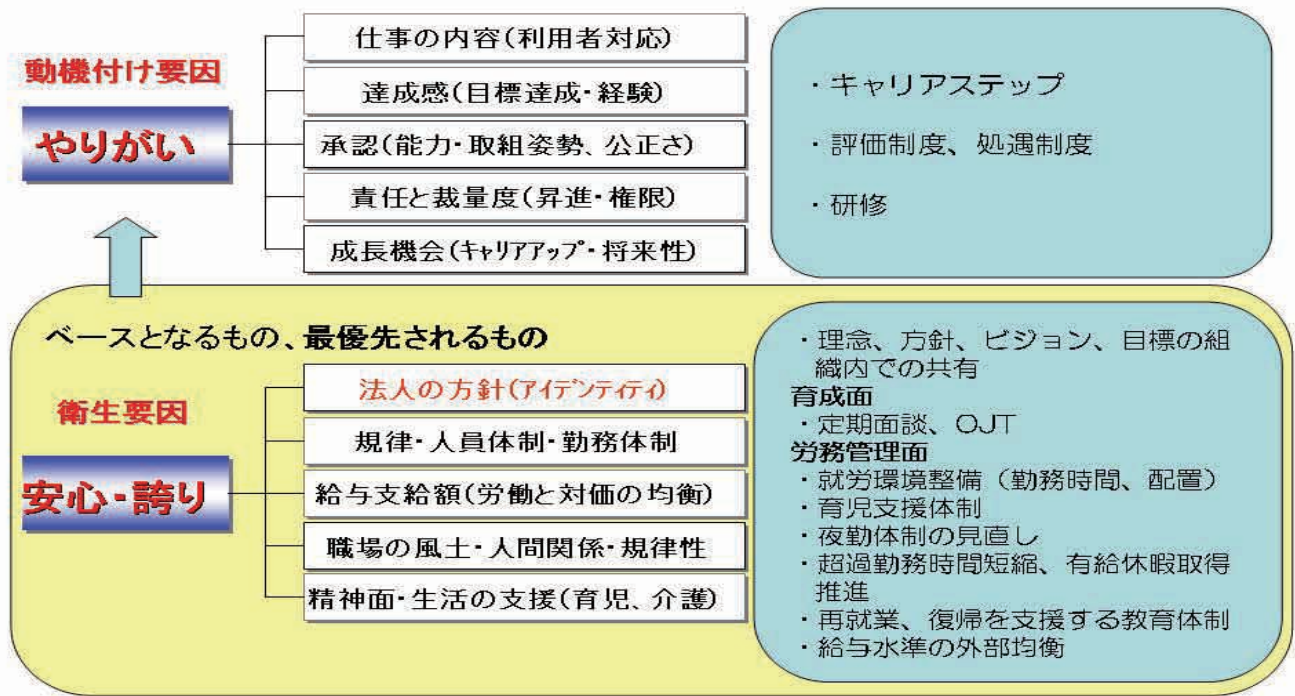 動機付け要因
やりがい
仕事の内容(利用者対応)
達成感(目標達成・経験)
承認(能力・取組姿勢、公正さ)
責任と裁量度(昇進・権限)
成長機会(ｷｬﾘｱｱｯﾌﾟ・将来性)
・キャリアステップ
・評価制度、処遇制度
・研修
ベースとなるもの、最優先されるもの
衛生要因
安心・誇り
法人の方針(ｱｲﾃﾞﾝﾃｨﾃｨ)
規律・人員体制・勤務体制
給与支給額(労働と対価の均衡)
職場の風土・人間関係・規律性
精神面・生活の支援(育児、介護)
・理念、方針、ビジョン、目標の組
織内での共有
育成面
・定期面談、OJT
労務管理面
・就労環境整備（勤務時間、配置）
・育児支援体制
・夜勤体制の見直し
・超過勤務時間短縮、有給休暇取得
推進
・再就業、復帰を支援する教育体制
・給与水準の外部均衡